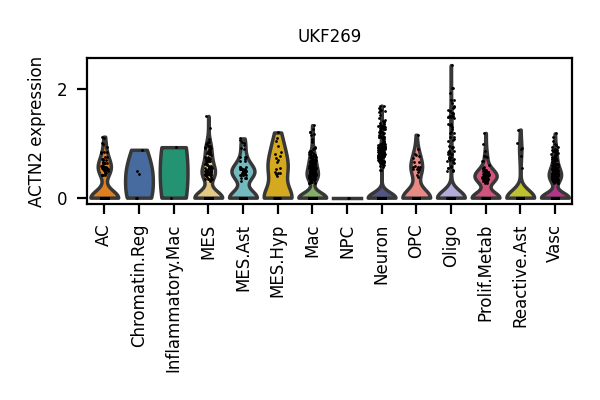 UKF269
ACTN2 expression
2
0
AC
Chromatin.Reg
Inflammatory.Mac
MES
MES.Ast
MES.Hyp
Mac
NPC
Neuron
OPC
Oligo
Prolif.Metab
Reactive.Ast
Vasc